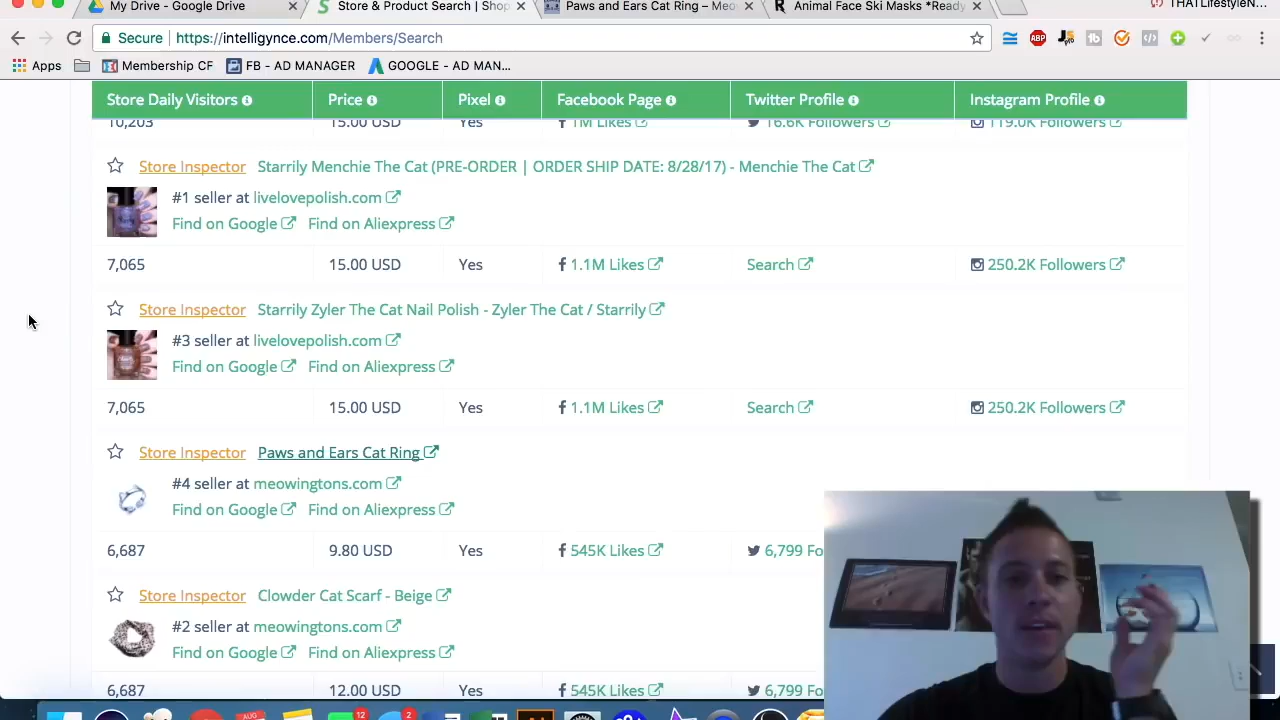 My Drive - Google Drive
Store & Product Search | Shop
Paws and Ears Cat Ring – Meo
Animal Face Ski Masks *Ready
THATLifestyleN...
Secure https://intelligynce.com/Members/Search
ABP
Apps Membership CF FB - AD MANAGER GOOGLE - AD MAN...
Store Daily Visitors Price Pixel Facebook Page Twitter Profile Instagram Profile
10,203 15.00 USD Yes 1M Likes 16.6K Followers 119.0K Followers
Store Inspector Starrily Menchie The Cat (PRE-ORDER | ORDER SHIP DATE: 8/28/17) - Menchie The Cat
#1 seller at livelovepolish.com
Find on Google Find on Aliexpress
7,065 15.00 USD Yes 1.1M Likes Search 250.2K Followers
Store Inspector Starrily Zyler The Cat Nail Polish - Zyler The Cat / Starrily
#3 seller at livelovepolish.com
Find on Google Find on Aliexpress
7,065 15.00 USD Yes 1.1M Likes Search 250.2K Followers
Store Inspector Paws and Ears Cat Ring
#4 seller at meowingtons.com
Find on Google Find on Aliexpress
6,687 9.80 USD Yes 545K Likes 6,799 Fo
Store Inspector Clowder Cat Scarf - Beige
#2 seller at meowingtons.com
Find on Google Find on Aliexpress
6,687 12.00 USD Yes 545K Likes 6,799 Fo
AUG 12 2